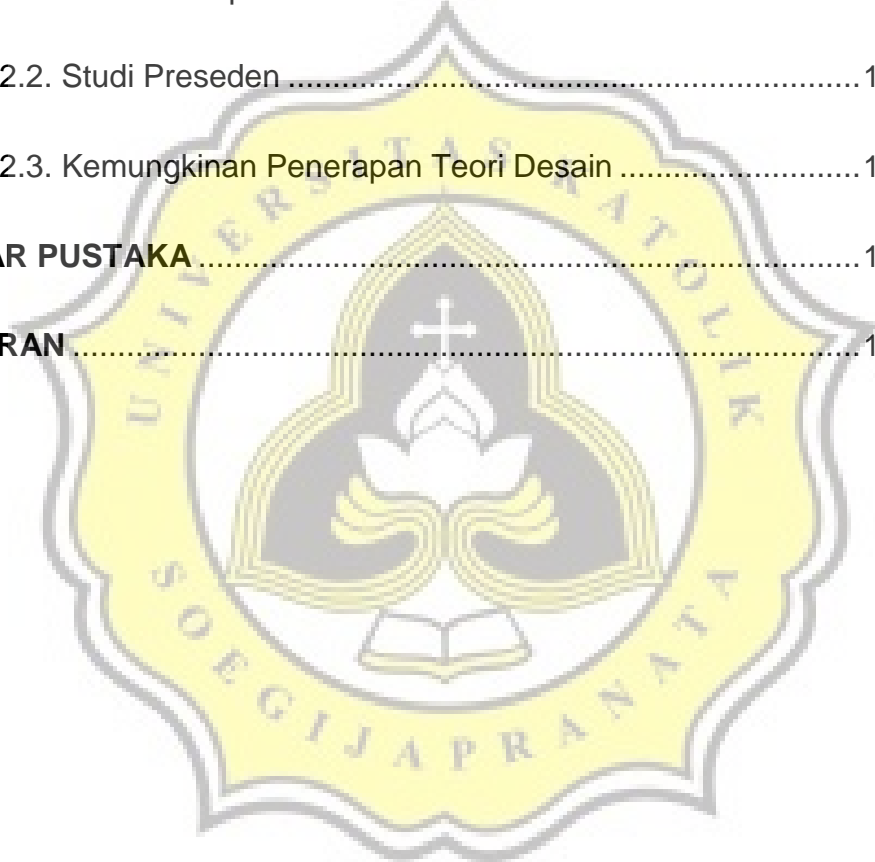 2.2. Studi Preseden ........................................................... 1
2.3. Kemungkinan Penerapan Teori Desain ........................ 1
AR PUSTAKA .................................................................... 1
RAN ................................................................................. 1
UNIVERSITAS KATOLIK
SOEGIJAPRANATA